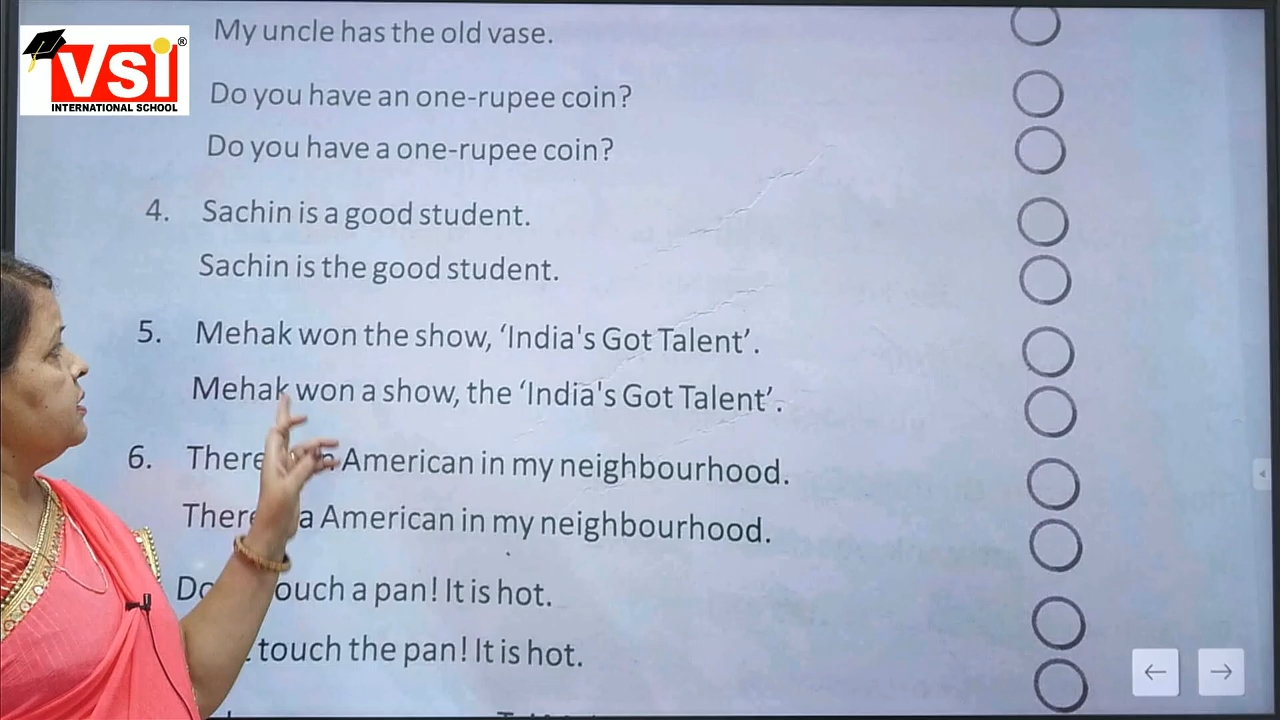 VSI ®
INTERNATIONAL SCHOOL
My uncle has the old vase.
Do you have an one-rupee coin?
Do you have a one-rupee coin?
4. Sachin is a good student.
Sachin is the good student.
5. Mehak won the show, ‘India's Got Talent’.
Mehak won a show, the ‘India's Got Talent’.
6. There American in my neighbourhood.
There a American in my neighbourhood.
touch a pan! It is hot.
touch the pan! It is hot.